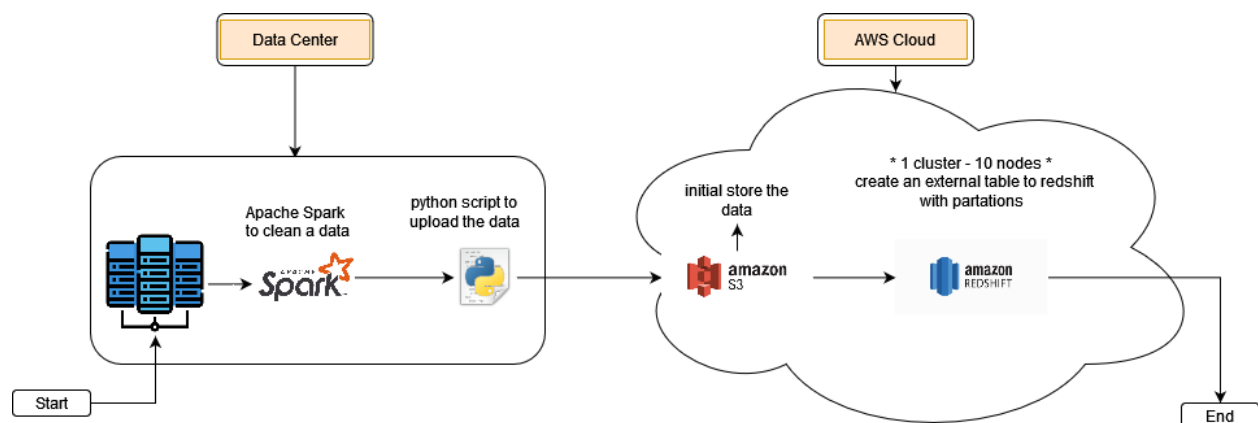 Data Center
AWS Cloud
* 1 cluster - 10 nodes *
create an external table to redshift
with partations
initial store the
data
python script to
upload the data
Apache Spark
to clean a data
APACHE
Spark
amazon
S3
amazon
REDSHIFT
Start
End